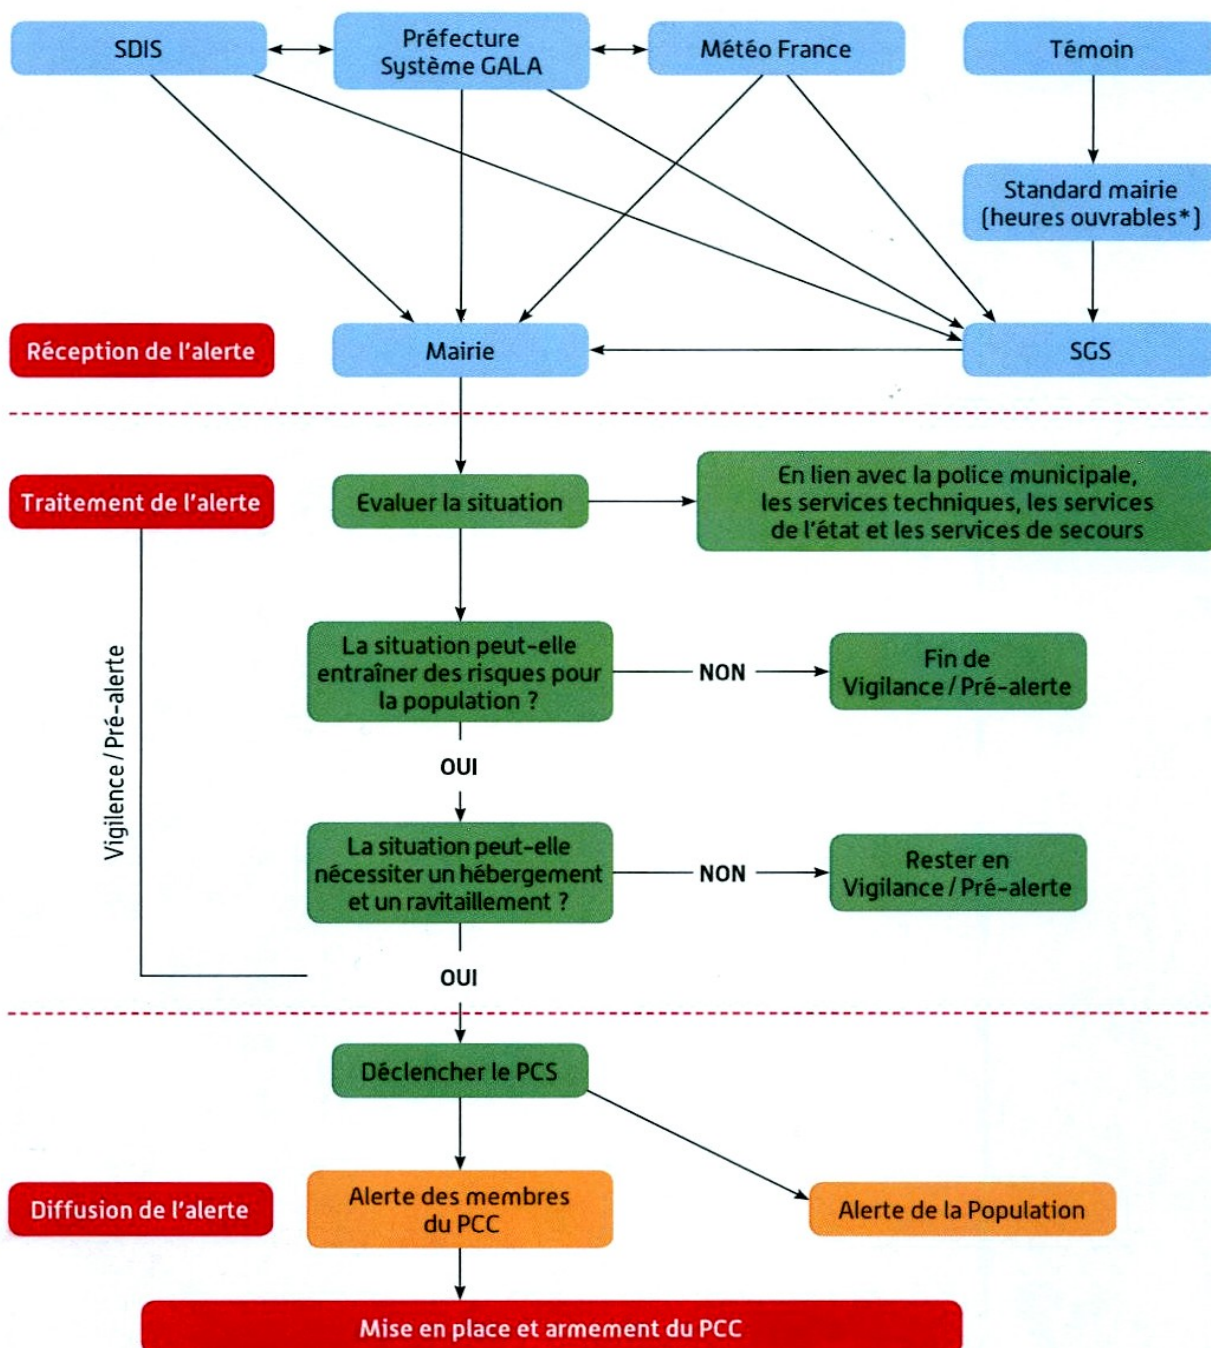 SDIS
Préfecture
Système GALA
Météo France
Témoin
Standard mairie
(heures ouvrables*)
Réception de l'alerte
Mairie
SGS
Traitement de l'alerte
Evaluer la situation
En lien avec la police municipale,
les services techniques, les services
de l'état et les services de secours
Vigilence / Pré-alerte
La situation peut-elle
entraîner des risques pour
la population ?
NON
Fin de
Vigilance / Pré-alerte
OUI
La situation peut-elle
nécessiter un hébergement
et un ravitaillement ?
NON
Rester en
Vigilance / Pré-alerte
OUI
Déclencher le PCS
Diffusion de l'alerte
Alerte des membres
du PCC
Alerte de la Population
Mise en place et armement du PCC